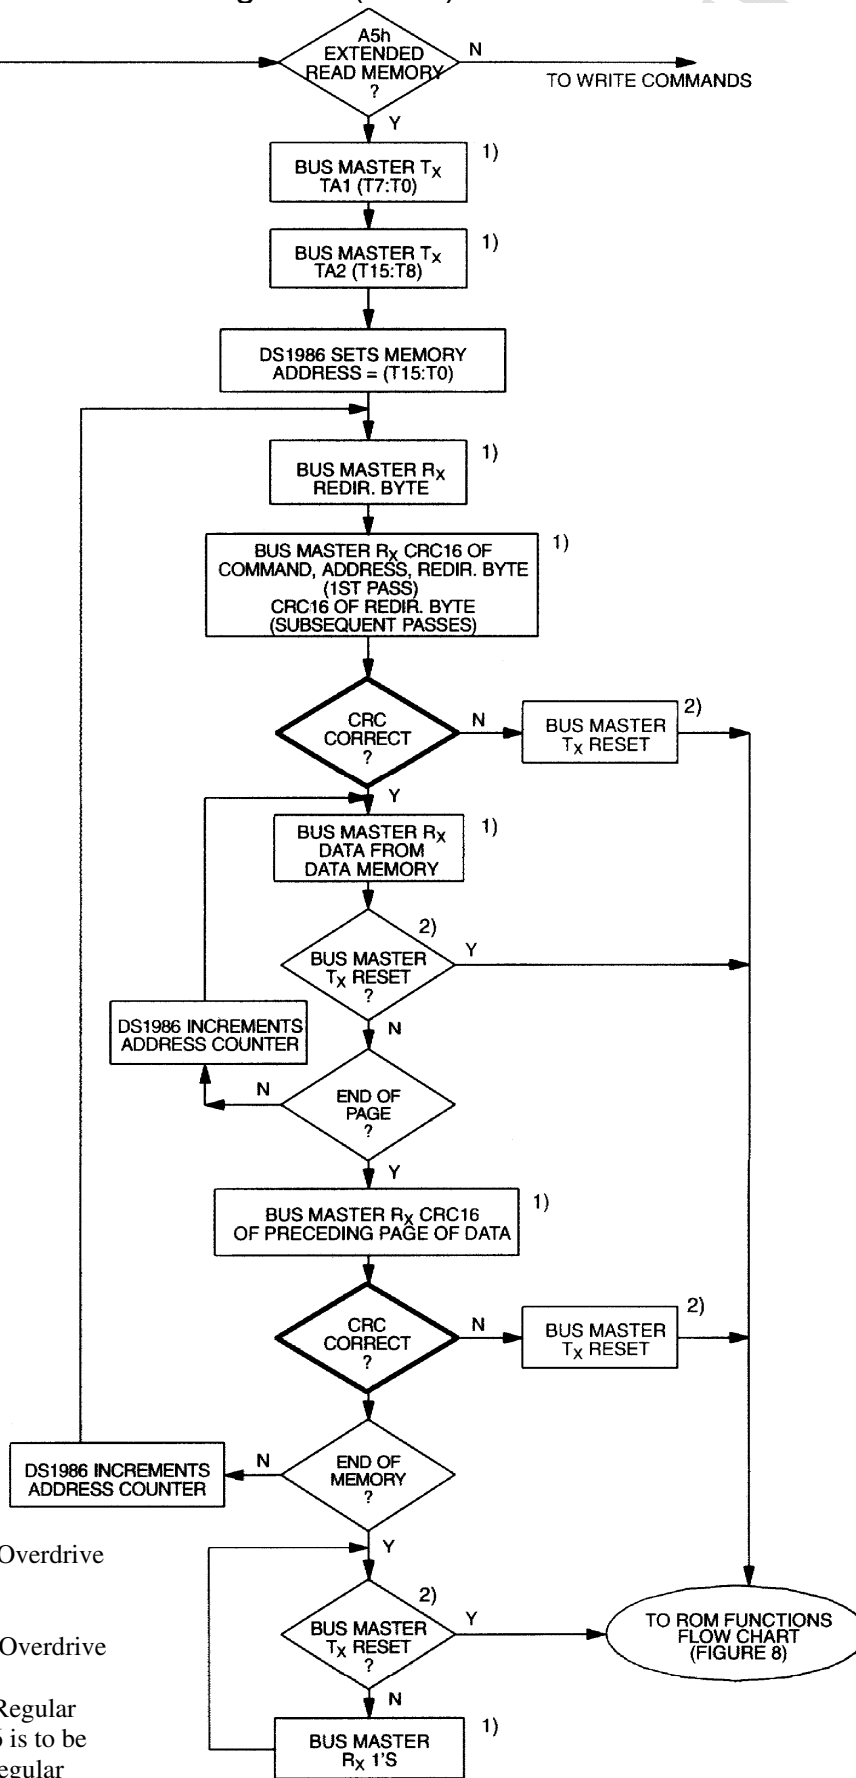 A5h
EXTENDED
READ MEMORY
?
N
TO WRITE COMMANDS
Y
BUS MASTER TX
TA1 (T7:T0)
1)
BUS MASTER TX
TA2 (T15:T8)
1)
DS1986 SETS MEMORY
ADDRESS = (T15:T0)
BUS MASTER RX
REDIR. BYTE
1)
BUS MASTER RX CRC16 OF
COMMAND, ADDRESS, REDIR. BYTE
(1ST PASS)
CRC16 OF REDIR. BYTE
(SUBSEQUENT PASSES)
1)
CRC
CORRECT
?
N
BUS MASTER
TX RESET
2)
Y
BUS MASTER RX
DATA FROM
DATA MEMORY
1)
BUS MASTER
TX RESET
?
2)
Y
N
DS1986 INCREMENTS
ADDRESS COUNTER
N
END OF
PAGE
?
Y
BUS MASTER RX CRC16
OF PRECEDING PAGE OF DATA
1)
CRC
CORRECT
?
N
BUS MASTER
TX RESET
2)
DS1986 INCREMENTS
ADDRESS COUNTER
N
END OF
MEMORY
?
Y
Overdrive
BUS MASTER
TX RESET
?
2)
Y
TO ROM FUNCTIONS
FLOW CHART
(FIGURE 8)
Overdrive
N
Regular
is to be
BUS MASTER
RX 1'S
1)